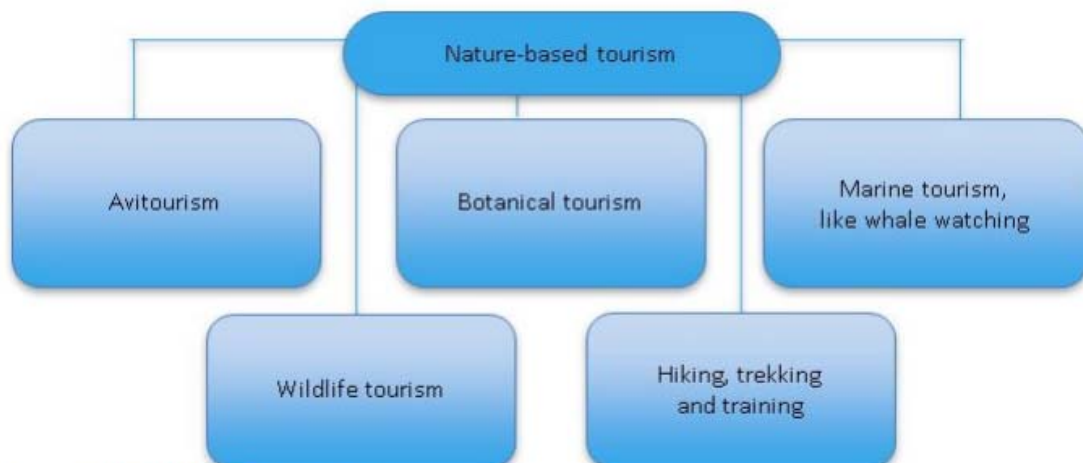 Nature-based tourism
Avitourism
Botanical tourism
Marine tourism,
like whale watching
Wildlife tourism
Hiking, trekking
and training